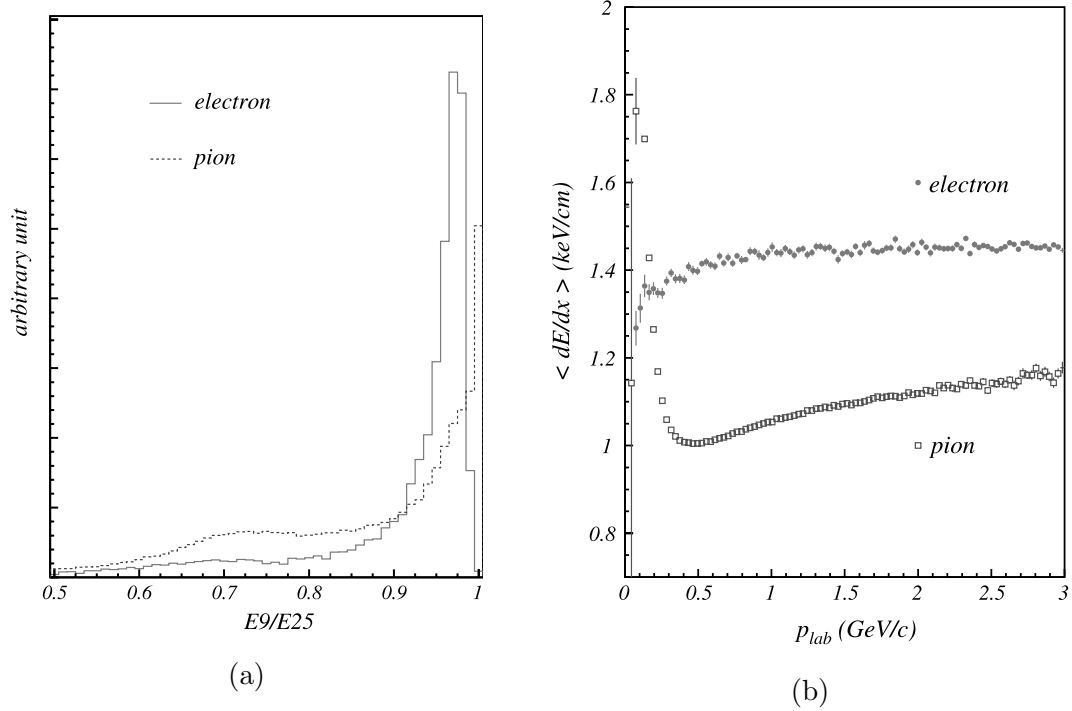 electron
pion
arbitrary unit
0.5 0.6 0.7 0.8 0.9 1
E9/E25
(a)
2
1.8
1.6
1.4
1.2
1
0.8
< dE/dx > (keV/cm)
electron
pion
0 0.5 1 1.5 2 2.5 3
p_lab (GeV/c)
(b)